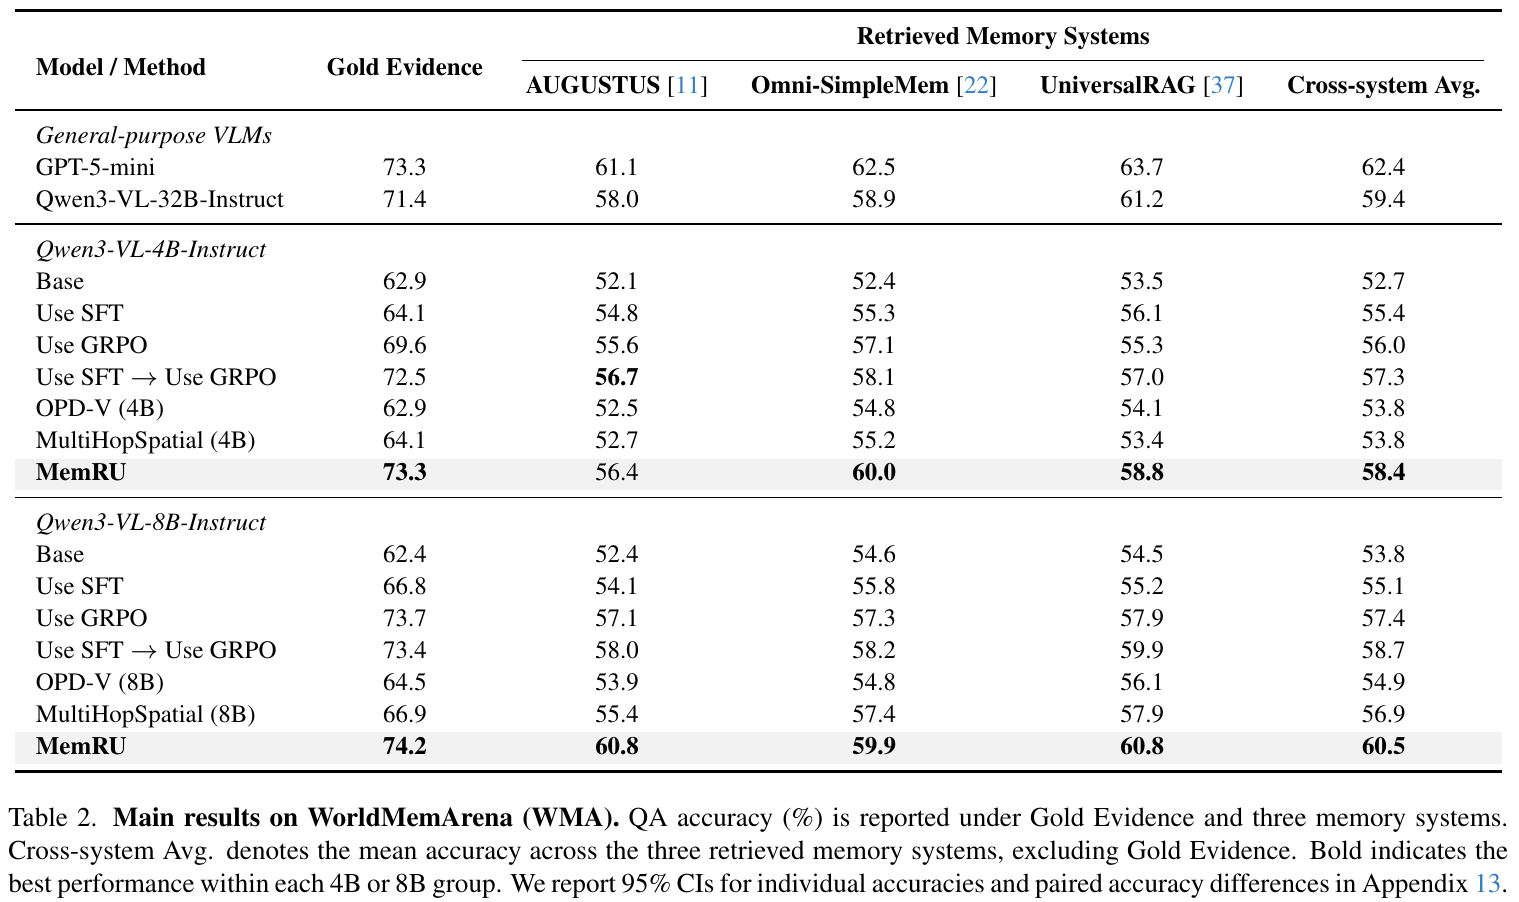 Retrieved Memory Systems
Model / Method Gold Evidence
AUGUSTUS [11] Omni-SimpleMem [22] UniversalRAG [37] Cross-system Avg.
General-purpose VLMs
GPT-5-mini 73.3 61.1 62.5 63.7 62.4
Qwen3-VL-32B-Instruct 71.4 58.0 58.9 61.2 59.4
Qwen3-VL-4B-Instruct
Base 62.9 52.1 52.4 53.5 52.7
Use SFT 64.1 54.8 55.3 56.1 55.4
Use GRPO 69.6 55.6 57.1 55.3 56.0
Use SFT → Use GRPO 72.5 56.7 58.1 57.0 57.3
OPD-V (4B) 62.9 52.5 54.8 54.1 53.8
MultiHopSpatial (4B) 64.1 52.7 55.2 53.4 53.8
MemRU 73.3 56.4 60.0 58.8 58.4
Qwen3-VL-8B-Instruct
Base 62.4 52.4 54.6 54.5 53.8
Use SFT 66.8 54.1 55.8 55.2 55.1
Use GRPO 73.7 57.1 57.3 57.9 57.4
Use SFT → Use GRPO 73.4 58.0 58.2 59.9 58.7
OPD-V (8B) 64.5 53.9 54.8 56.1 54.9
MultiHopSpatial (8B) 66.9 55.4 57.4 57.9 56.9
MemRU 74.2 60.8 59.9 60.8 60.5
Table 2. Main results on WorldMemArena (WMA). QA accuracy (%) is reported under Gold Evidence and three memory systems.
Cross-system Avg. denotes the mean accuracy across the three retrieved memory systems, excluding Gold Evidence. Bold indicates the
best performance within each 4B or 8B group. We report 95% CIs for individual accuracies and paired accuracy differences in Appendix 13.